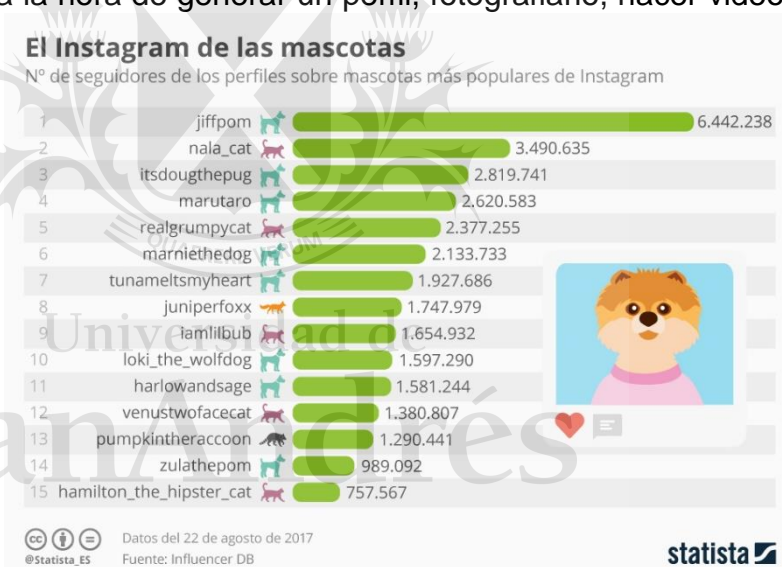 a la hora de generar un perfil, fotografiarlo, hacer video
El Instagram de las mascotas
Nº de seguidores de los perfiles sobre mascotas más populares de Instagram
1 jiffpom 6.442.238
2 nala_cat 3.490.635
3 itsdougthepug 2.819.741
4 marutaro 2.620.583
5 realgrumpycat 2.377.255
6 marniethedog 2.133.733
7 tunameltsmyheart 1.927.686
8 juniperfoxx 1.747.979
9 iamlilbub 1.654.932
10 loki_the_wolfdog 1.597.290
11 harlowandsage 1.581.244
12 venustwofacecat 1.380.807
13 pumpkintheraccoon 1.290.441
14 zulathepom 989.092
15 hamilton_the_hipster_cat 757.567
Universidad de
anAndrés
cc
@Statista_ES
Datos del 22 de agosto de 2017
Fuente: Influencer DB
statista